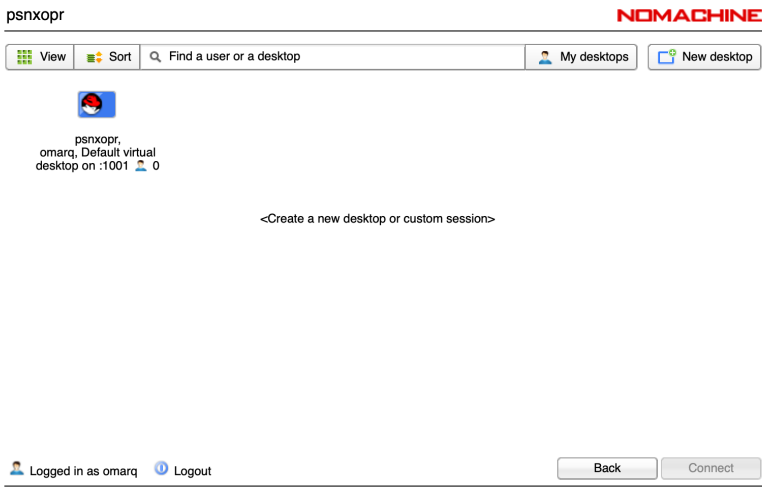 psnxopr
NOMACHINE
View
Sort
Find a user or a desktop
My desktops
New desktop
psnxopr,
omarq, Default virtual
desktop on :1001 0
<Create a new desktop or custom session>
Logged in as omarq
Logout
Back
Connect